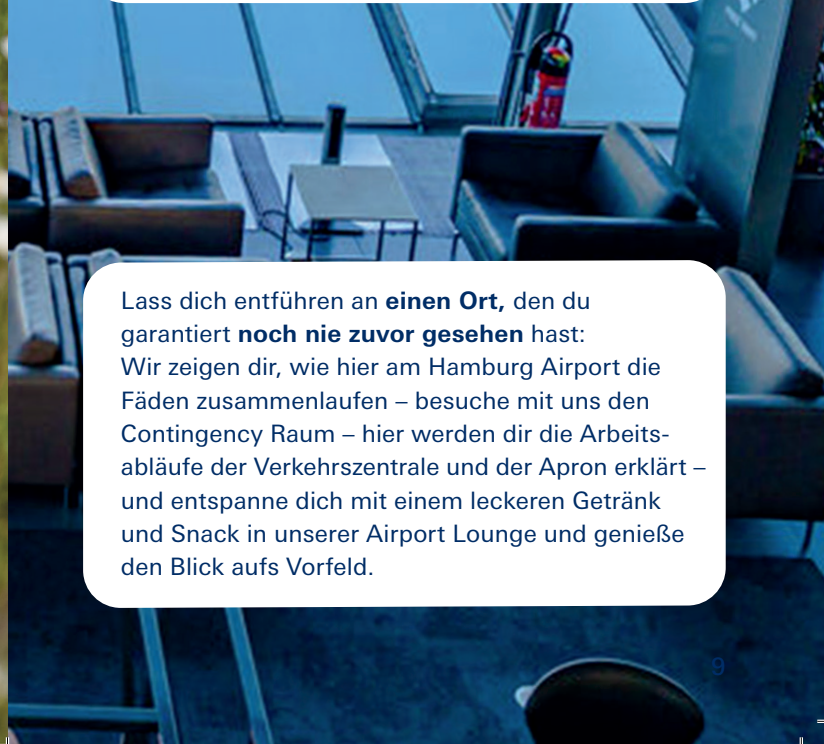 Lass dich entführen an einen Ort, den du
garantiert noch nie zuvor gesehen hast:
Wir zeigen dir, wie hier am Hamburg Airport die
Fäden zusammenlaufen – besuche mit uns den
Contingency Raum – hier werden dir die Arbeits-
abläufe der Verkehrszentrale und der Apron erklärt –
und entspanne dich mit einem leckeren Getränk
und Snack in unserer Airport Lounge und genieße
den Blick aufs Vorfeld.
9